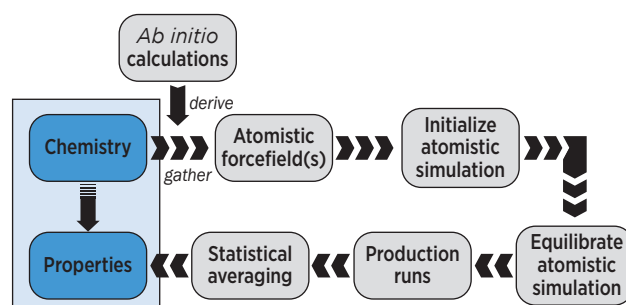 Ab initio
calculations
derive
Chemistry
gather
Atomistic
forcefield(s)
Initialize
atomistic
simulation
Properties
Statistical
averaging
Production
runs
Equilibrate
atomistic
simulation